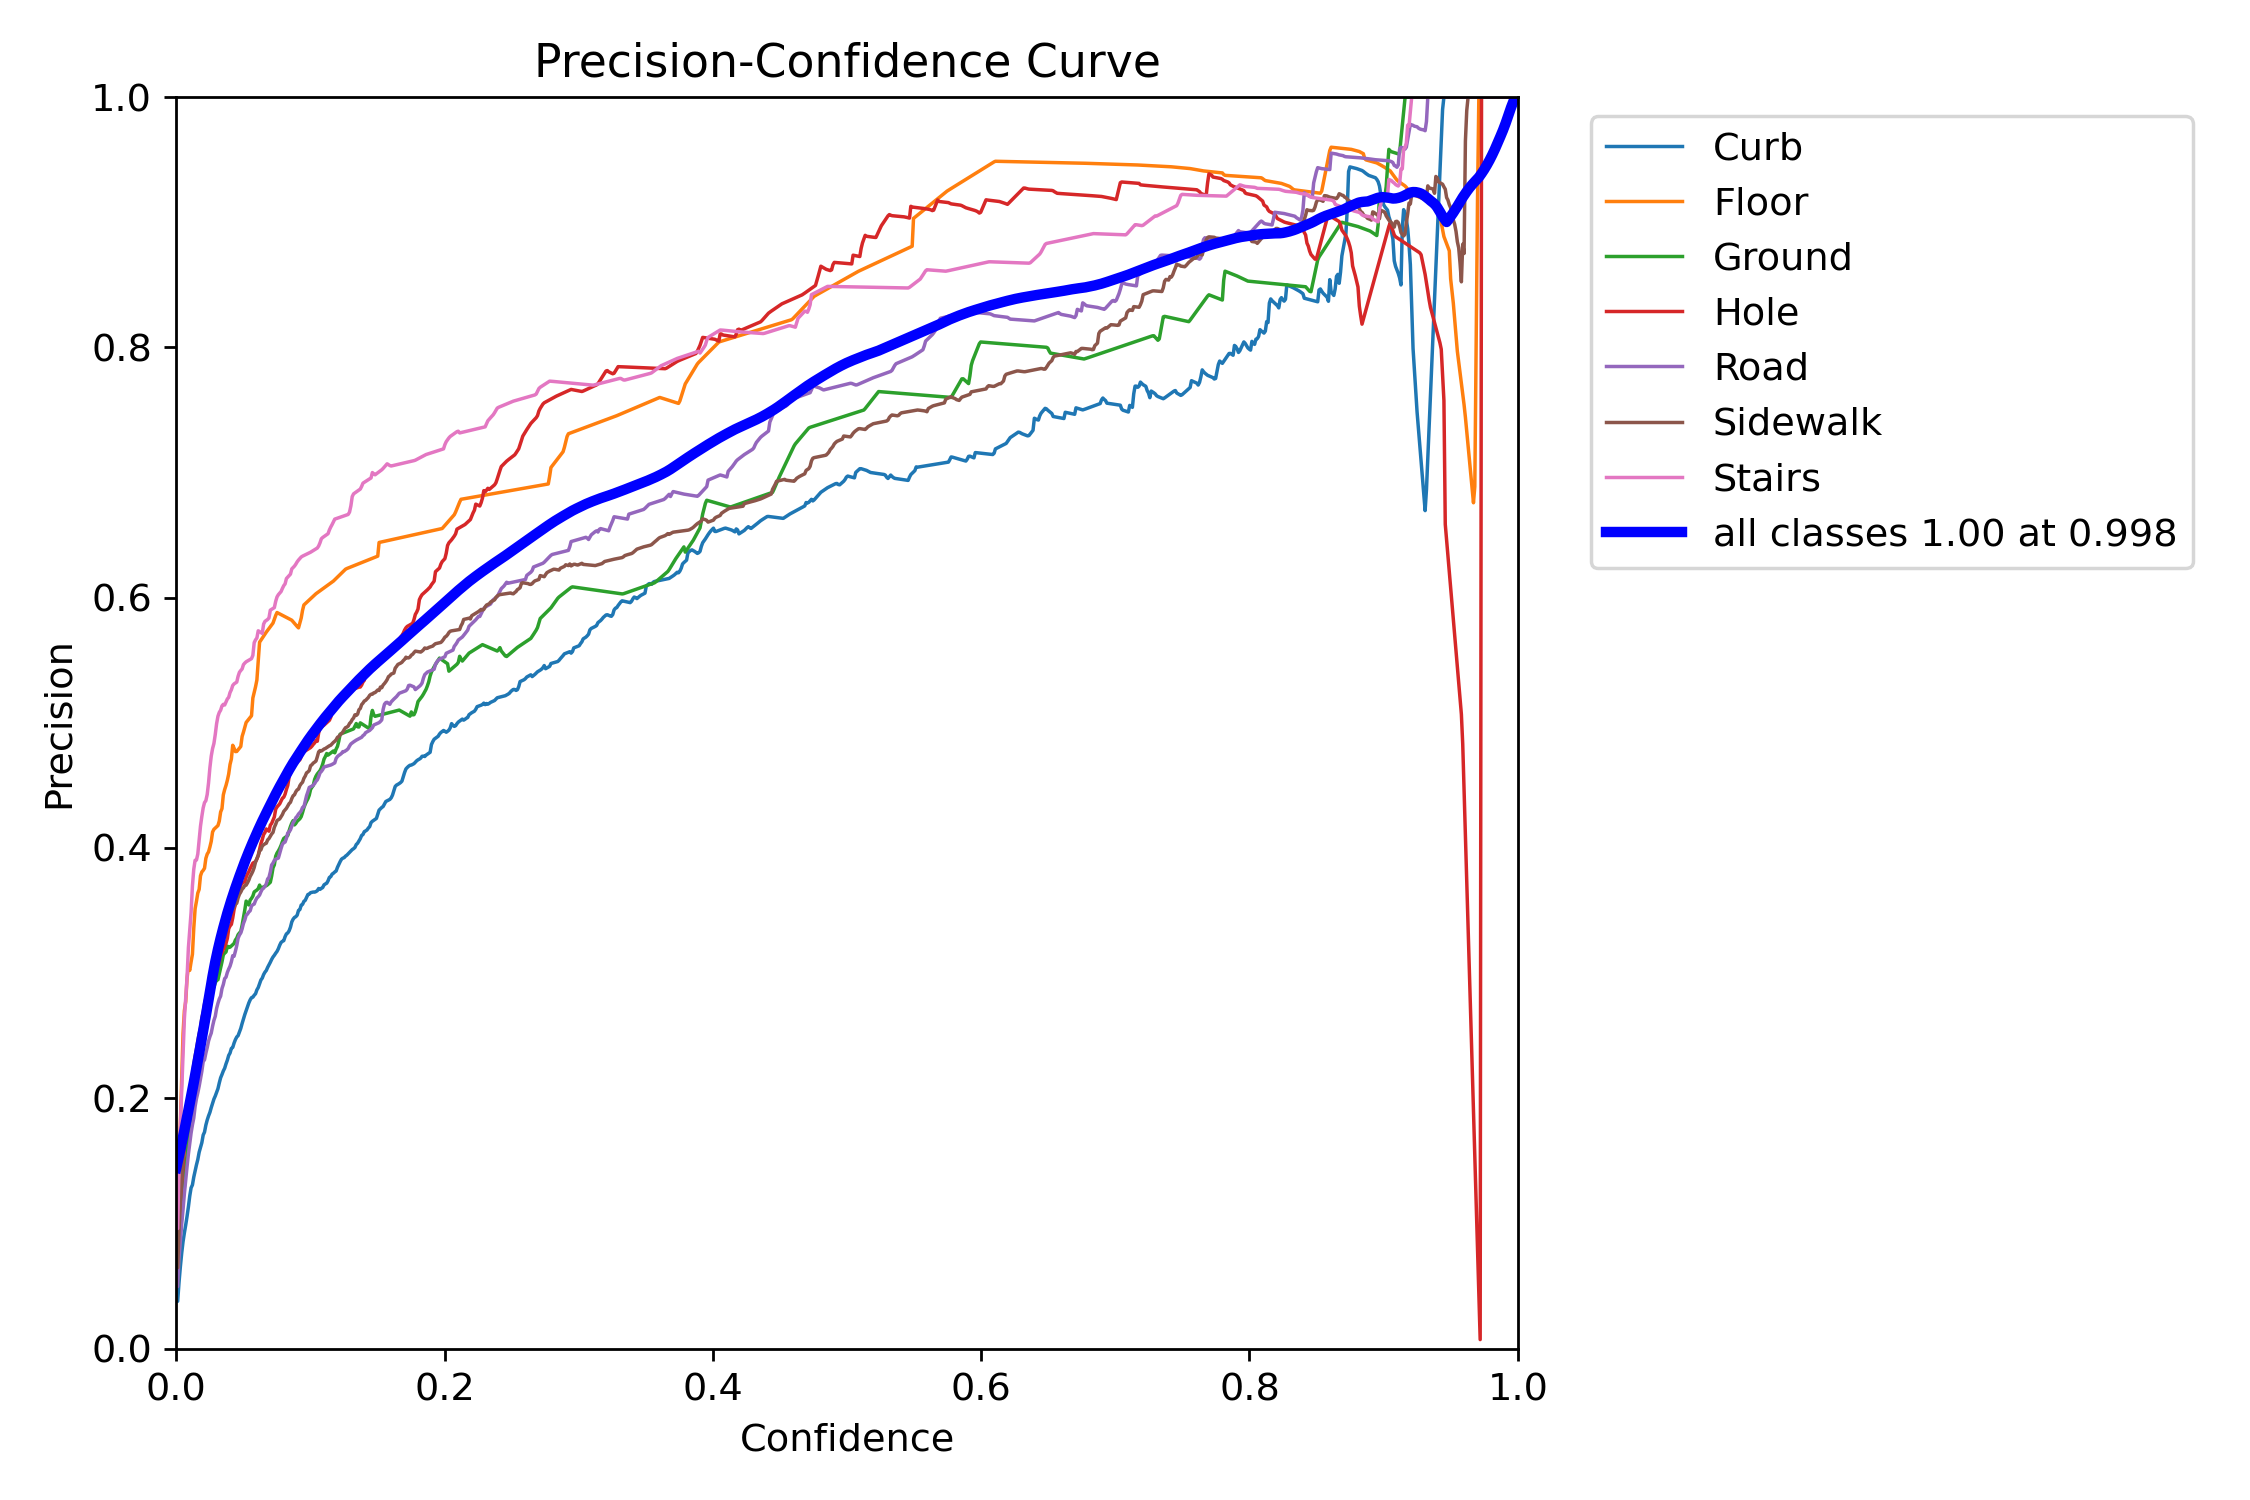 Precision-Confidence Curve
1.0
0.8
0.6
0.4
0.2
0.0
Precision
0.0 0.2 0.4 0.6 0.8 1.0
Confidence
Curb
Floor
Ground
Hole
Road
Sidewalk
Stairs
all classes 1.00 at 0.998